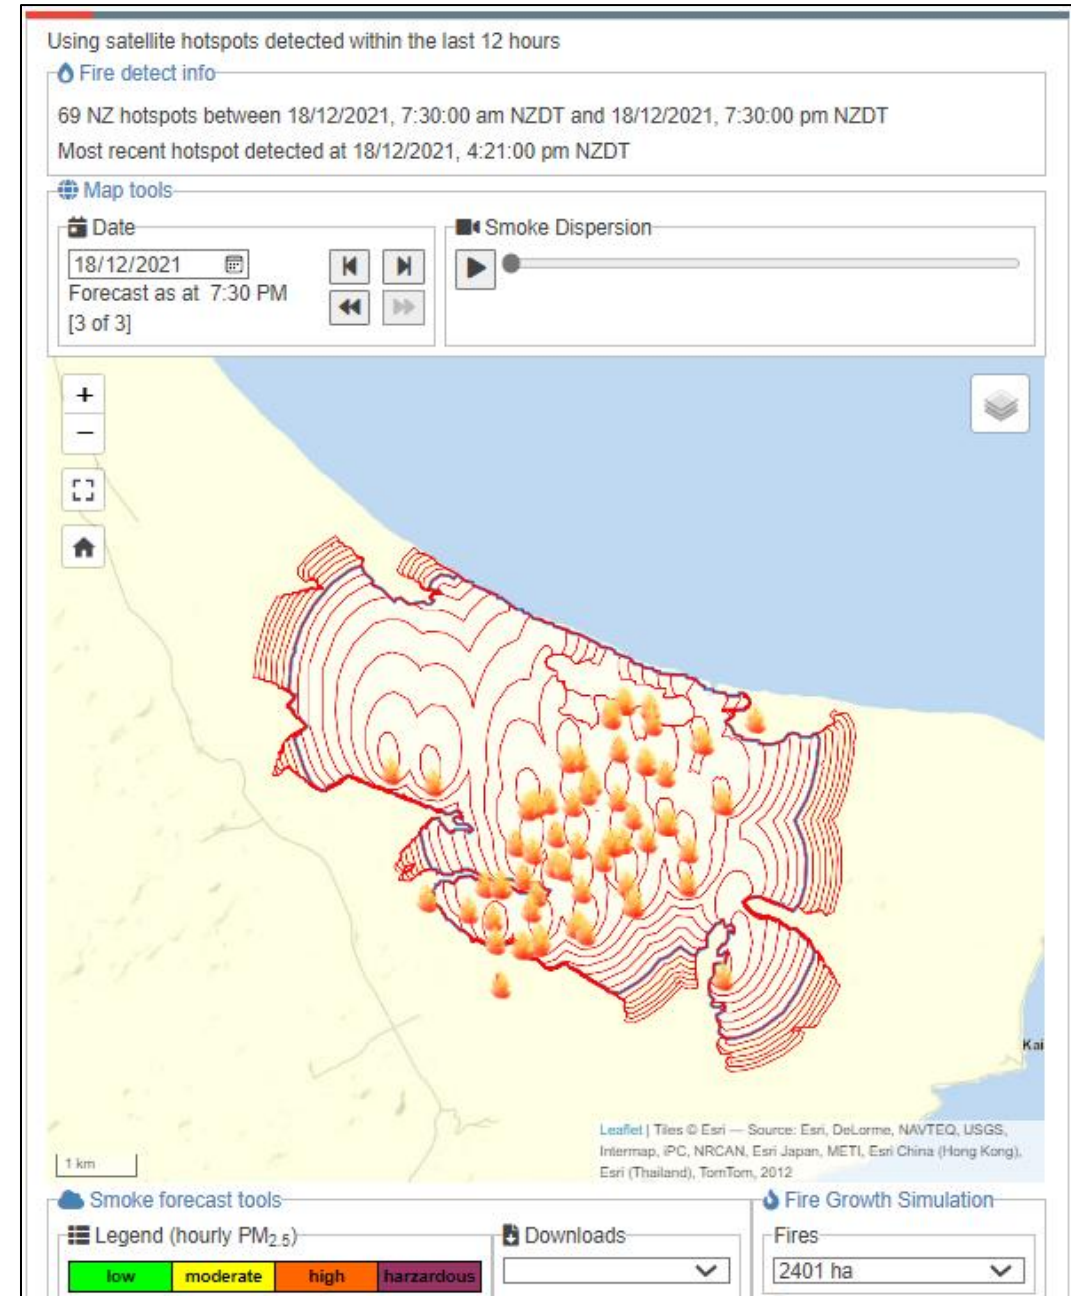 Using satellite hotspots detected within the last 12 hours
Fire detect info
69 NZ hotspots between 18/12/2021, 7:30:00 am NZDT and 18/12/2021, 7:30:00 pm NZDT
Most recent hotspot detected at 18/12/2021, 4:21:00 pm NZDT
Map tools
Date
Smoke Dispersion
18/12/2021
Forecast as at 7:30 PM
[3 of 3]
+
−
Kai
Leaflet | Tiles © Esri — Source: Esri, DeLorme, NAVTEQ, USGS,
Intermap, iPC, NRCAN, Esri Japan, METI, Esri China (Hong Kong),
Esri (Thailand), TomTom, 2012
1 km
Smoke forecast tools
Fire Growth Simulation
Legend (hourly PM2.5)
Downloads
Fires
low moderate high harzardous
2401 ha